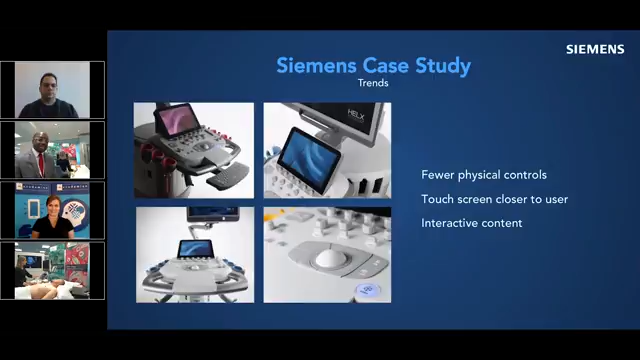 SIEMENS
Siemens Case Study
Trends
HELX
Fewer physical controls
Touch screen closer to user
Interactive content